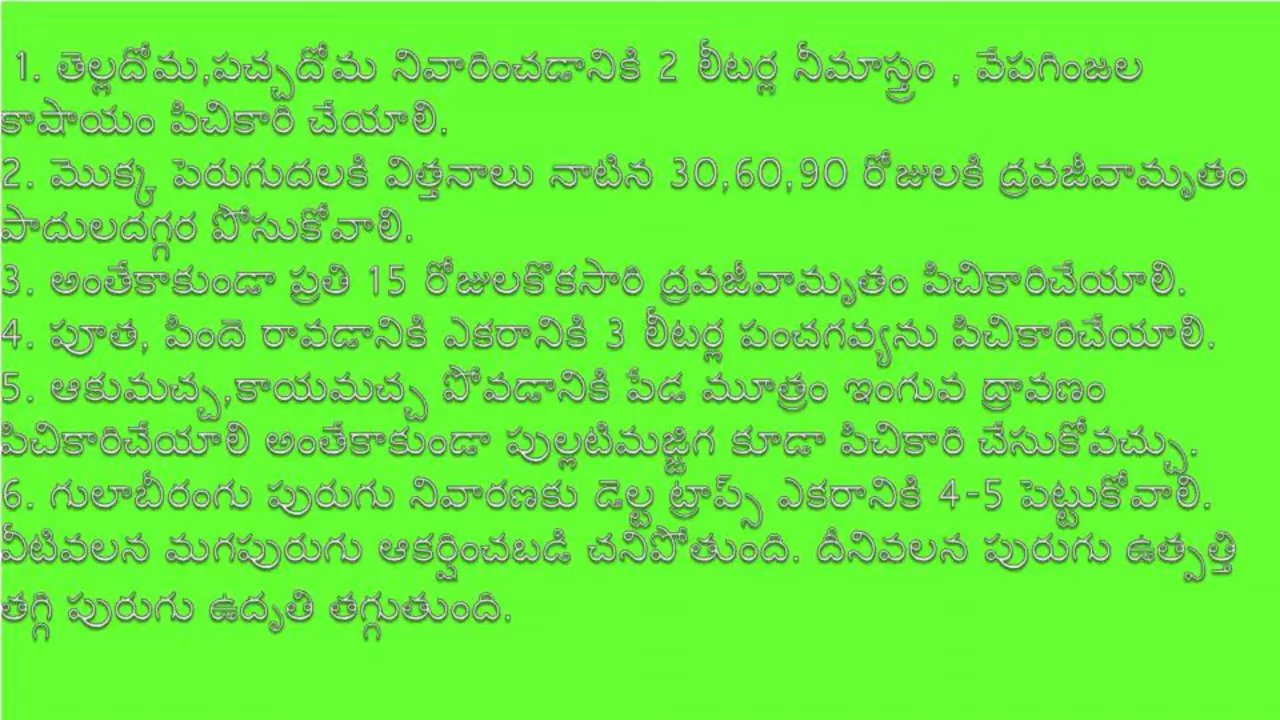 1. తెల్లదోమ,పచ్చదోమ నివారించడానికి 2 లీటర్ల నీమాస్త్రం , వేపగింజల
కాషాయం పిచికారి చేయాలి.
2. మొక్క పెరుగుదలకి విత్తనాలు నాటిన 30,60,90 రోజులకి ద్రవజీవామృతం
పాదులదగ్గర పోసుకోవాలి.
3. అంతేకాకుండా ప్రతి 15 రోజులకొకసారి ద్రవజీవామృతం పిచికారిచేయాలి.
4. పూత, పిందె రావడానికి ఎకరానికి 3 లీటర్ల పంచగవ్యను పిచికారిచేయాలి.
5. ఆకుమచ్చ,కాయమచ్చ పోవడానికి పేడ మూత్రం ఇంగువ ద్రావణం
పిచికారిచేయాలి అంతేకాకుండా పుల్లటిమజ్జిగ కూడా పిచికారి చేసుకోవచ్చు.
6. గులాబీరంగు పురుగు నివారణకు డెల్ట ట్రాప్స్ ఎకరానికి 4-5 పెట్టుకోవాలి.
వీటివలన మగపురుగు ఆకర్షించబడి చనిపోతుంది. దీనివలన పురుగు ఉత్పత్తి
తగ్గి పురుగు ఉదృతి తగ్గుతుంది.